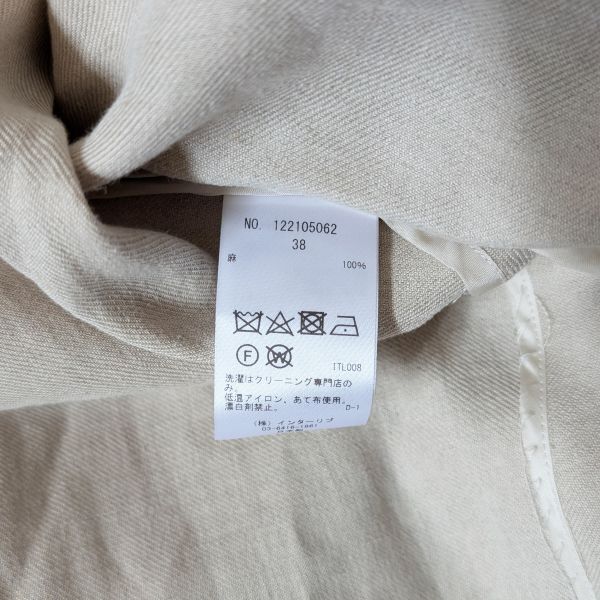 NO. 122105062
38
麻 100%
F W
ITL008
洗濯はクリーニング専門店の
み。
低温アイロン、あて布使用。
漂白剤禁止。 D-1
(株) インターリブ